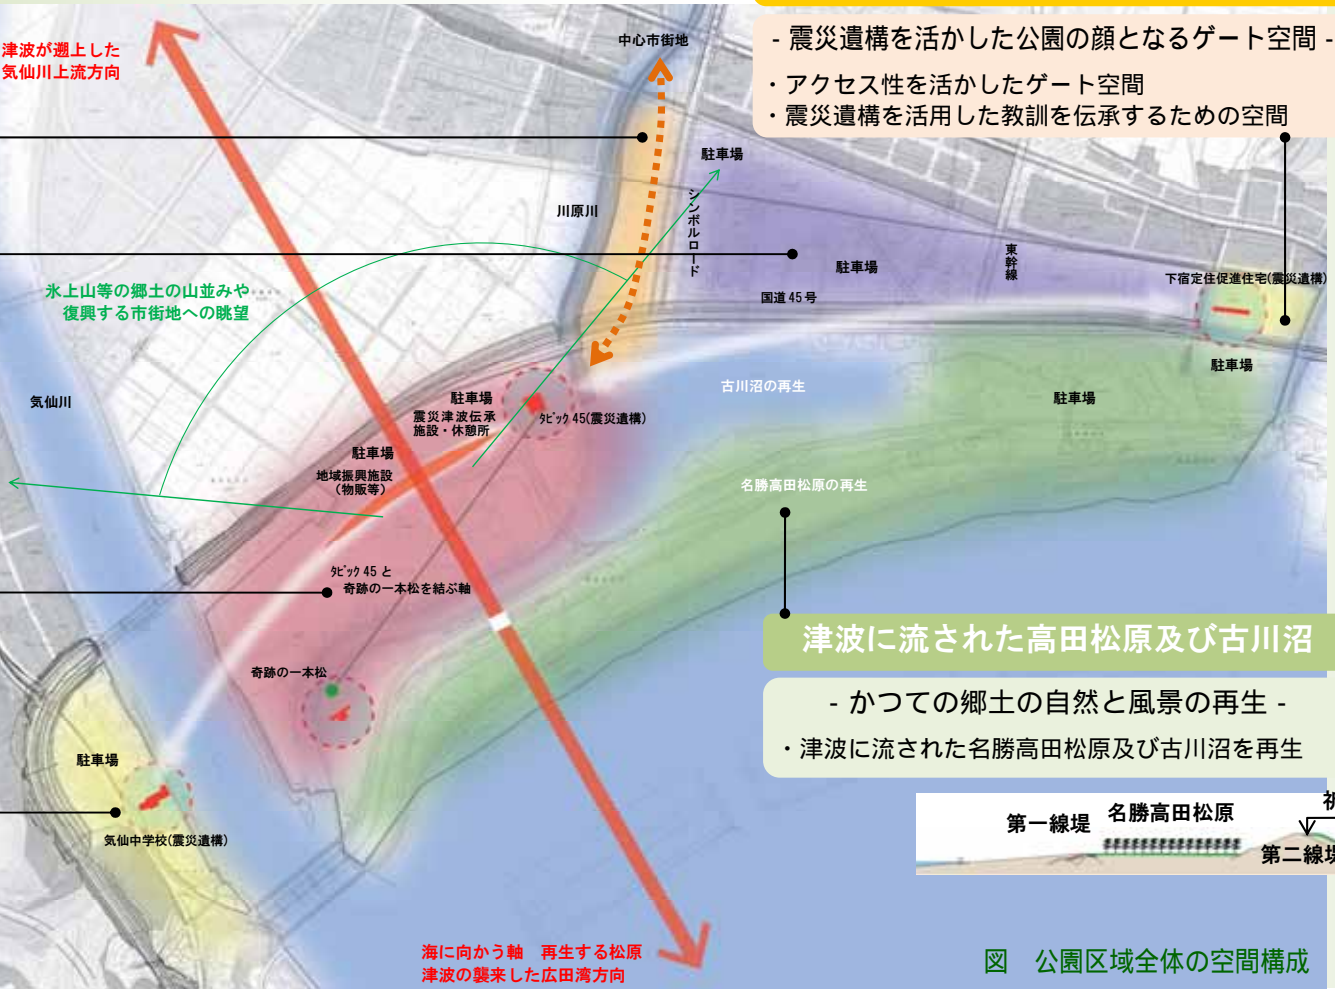 津波が遡上した
気仙川上流方向
中心市街地
- 震災遺構を活かした公園の顔となるゲート空間 -
・アクセス性を活かしたゲート空間
・震災遺構を活用した教訓を伝承するための空間
駐車場
シンボルロード
川原川
東幹線
駐車場
下宿定住促進住宅(震災遺構)
氷上山等の郷土の山並みや
復興する市街地への眺望
国道 45 号
駐車場
気仙川
古川沼の再生
駐車場
駐車場
震災津波伝承
施設・休憩所
ﾀﾋﾟｯｸ 45(震災遺構)
駐車場
地域振興施設
（物販等）
名勝高田松原の再生
ﾀﾋﾟｯｸ 45 と
奇跡の一本松を結ぶ軸
津波に流された高田松原及び古川沼
奇跡の一本松
- かつての郷土の自然と風景の再生 -
・津波に流された名勝高田松原及び古川沼を再生
駐車場
気仙中学校(震災遺構)
第一線堤
名勝高田松原
第二線堤
海に向かう軸　再生する松原
津波の襲来した広田湾方向
図　公園区域全体の空間構成